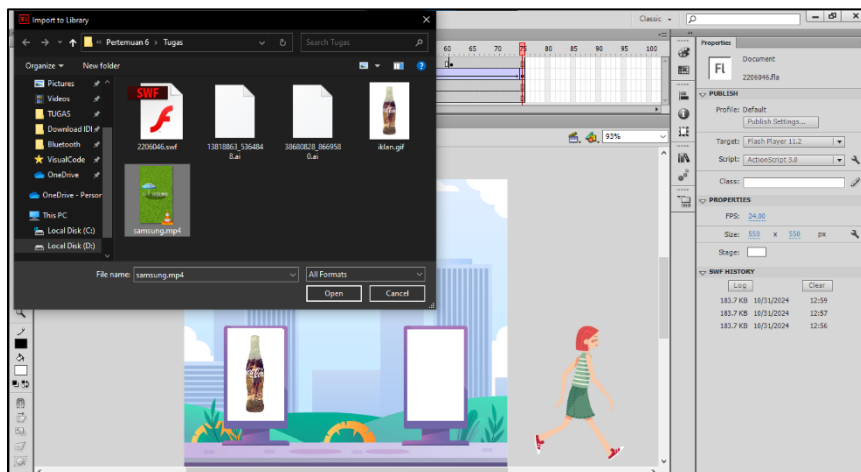 Import to Library
Classic
Pertemuan 6 > Tugas
Search Tugas
Organize
New folder
Pictures
Videos
TUGAS
Download IDI
Bluetooth
VisualCode
OneDrive
OneDrive - Person
This PC
Local Disk (C:)
Local Disk (D:)
SWF
2206046.swf
13818863_536484
8.ai
38680828_866958
0.ai
iklan.gif
samsung.mp4
File name:
samsung.mp4
All Formats
Open
Cancel
60 65 70 75 80 85 90 95 100
93%
Properties
Fl
Document
2206046.fla
PUBLISH
Profile: Default
Publish Settings...
Target: Flash Player 11.2
Script: ActionScript 3.0
Class:
PROPERTIES
FPS: 24.00
Size: 550 x 550 px
Stage:
SWF HISTORY
Log
Clear
183.7 KB 10/31/2024 12:59
183.7 KB 10/31/2024 12:57
183.7 KB 10/31/2024 12:56